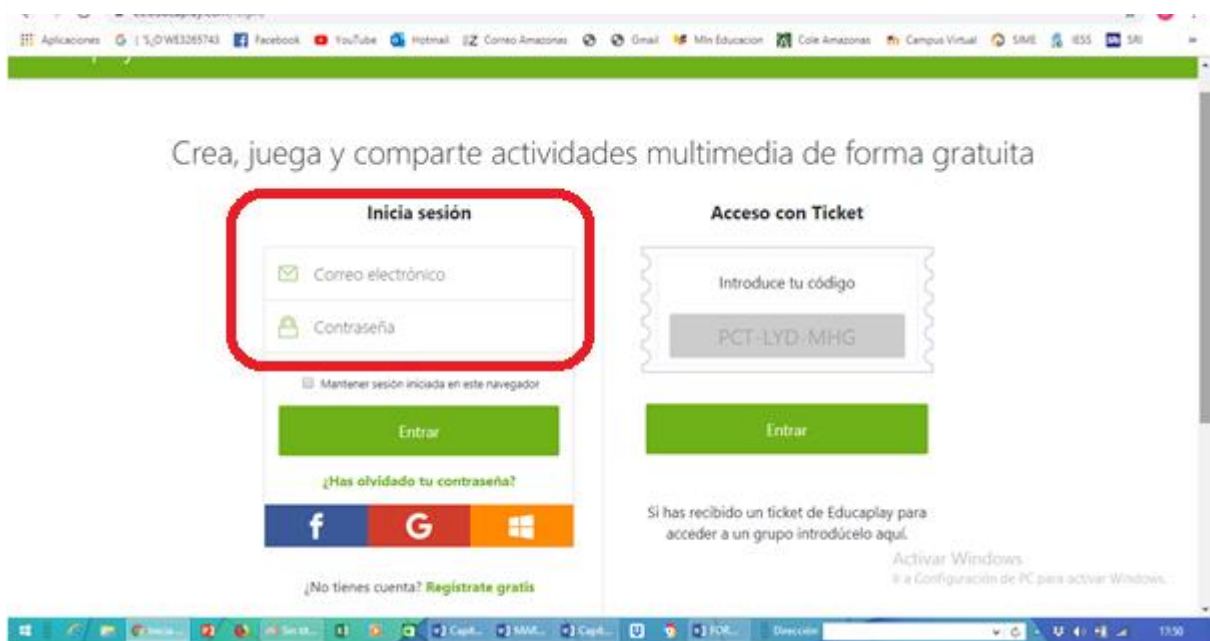 Aplicaciones Facebook YouTube Hotmail Correo Amazonas Gmail Min Educacion Cole Amazonas Campus Virtual SIME IESS SRI
Crea, juega y comparte actividades multimedia de forma gratuita
Inicia sesión
Correo electrónico
Contraseña
Mantener sesión iniciada en este navegador
Entrar
¿Has olvidado tu contraseña?
¿No tienes cuenta? Regístrate gratis
Acceso con Ticket
Introduce tu código
PCT-LYD-MHG
Entrar
Si has recibido un ticket de Educaplay para
acceder a un grupo introdúcelo aquí.
Activar Windows
Ir a Configuración de PC para activar Windows.
Dirección
17:50